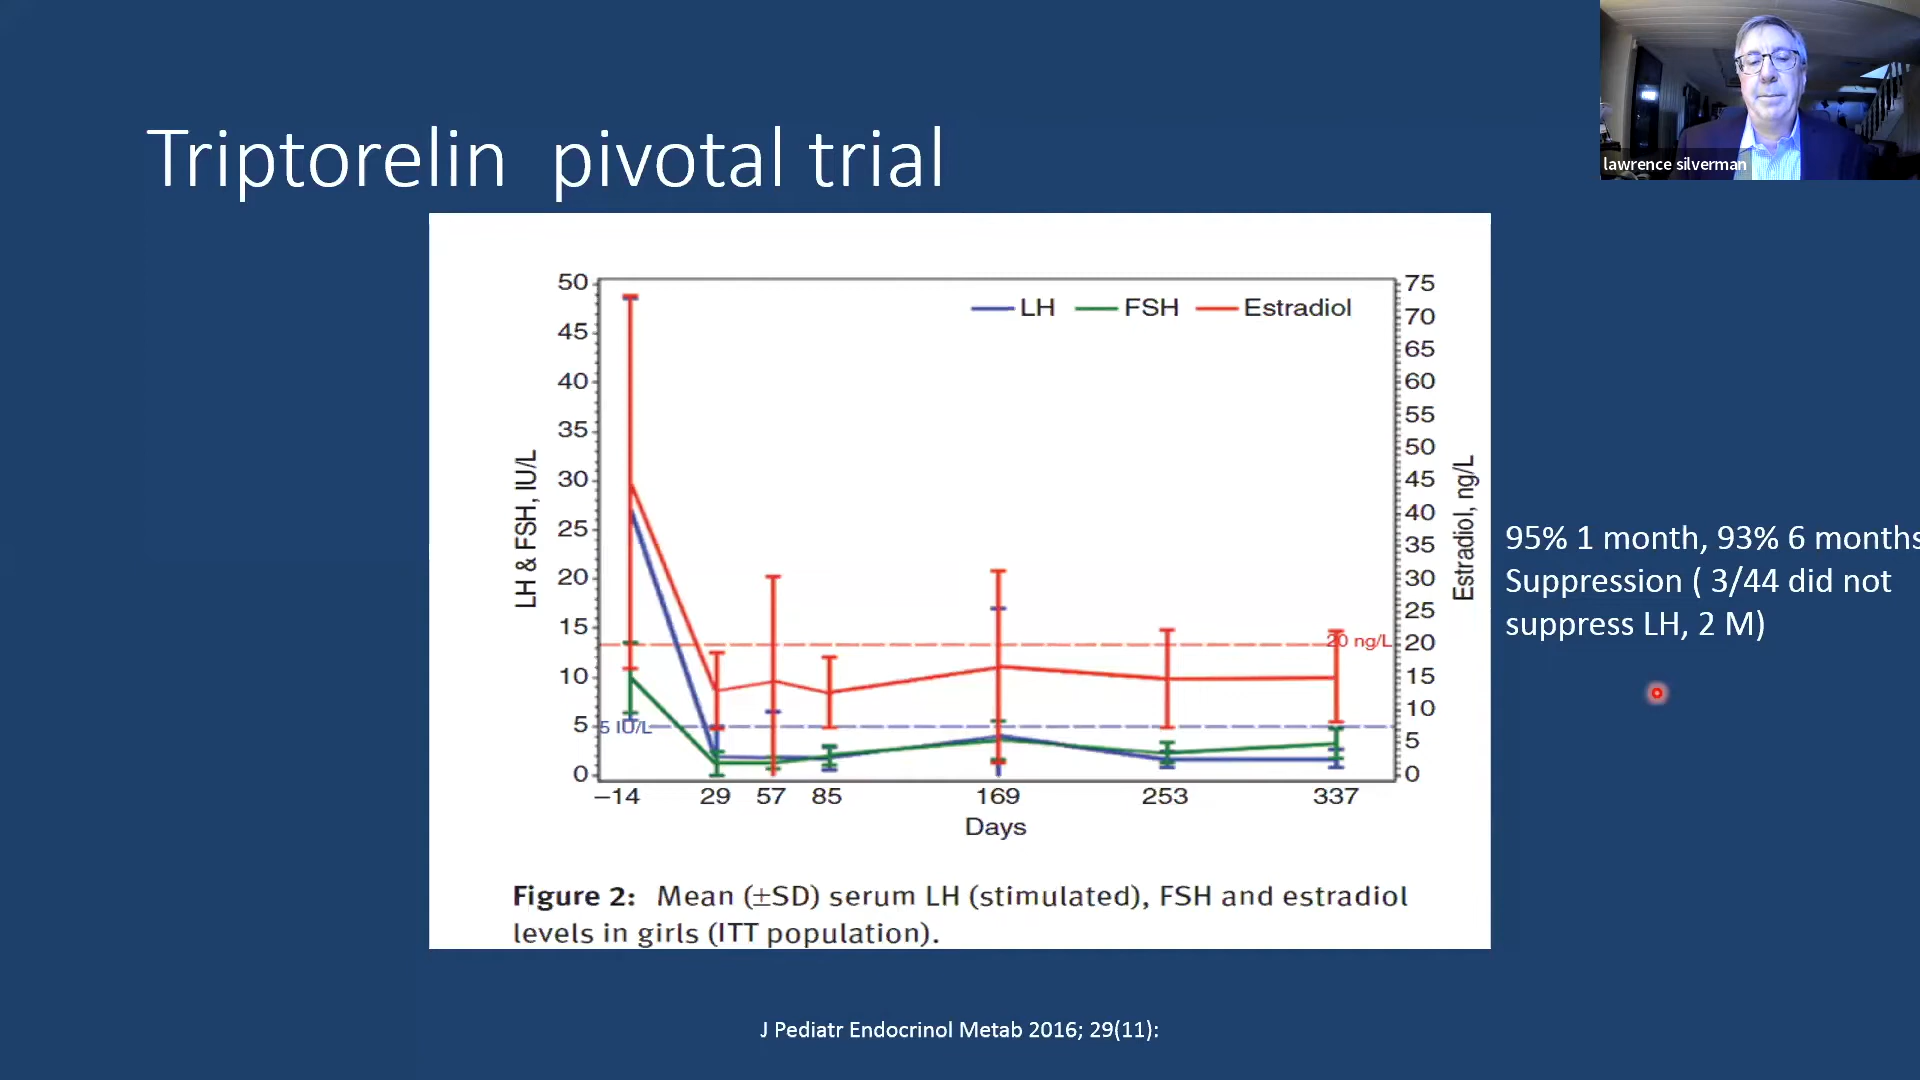 lawrence silverman
Triptorelin pivotal trial
LH FSH Estradiol
LH & FSH, IU/L
50
45
40
35
30
25
20
15
10
5
0
5 IU/L
20 ng/L
75
70
65
60
55
50
45
40
35
30
25
20
15
10
5
0
Estradiol, ng/L
–14 29 57 85 169 253 337
Days
Figure 2: Mean (±SD) serum LH (stimulated), FSH and estradiol
levels in girls (ITT population).
95% 1 month, 93% 6 months
Suppression ( 3/44 did not
suppress LH, 2 M)
J Pediatr Endocrinol Metab 2016; 29(11):